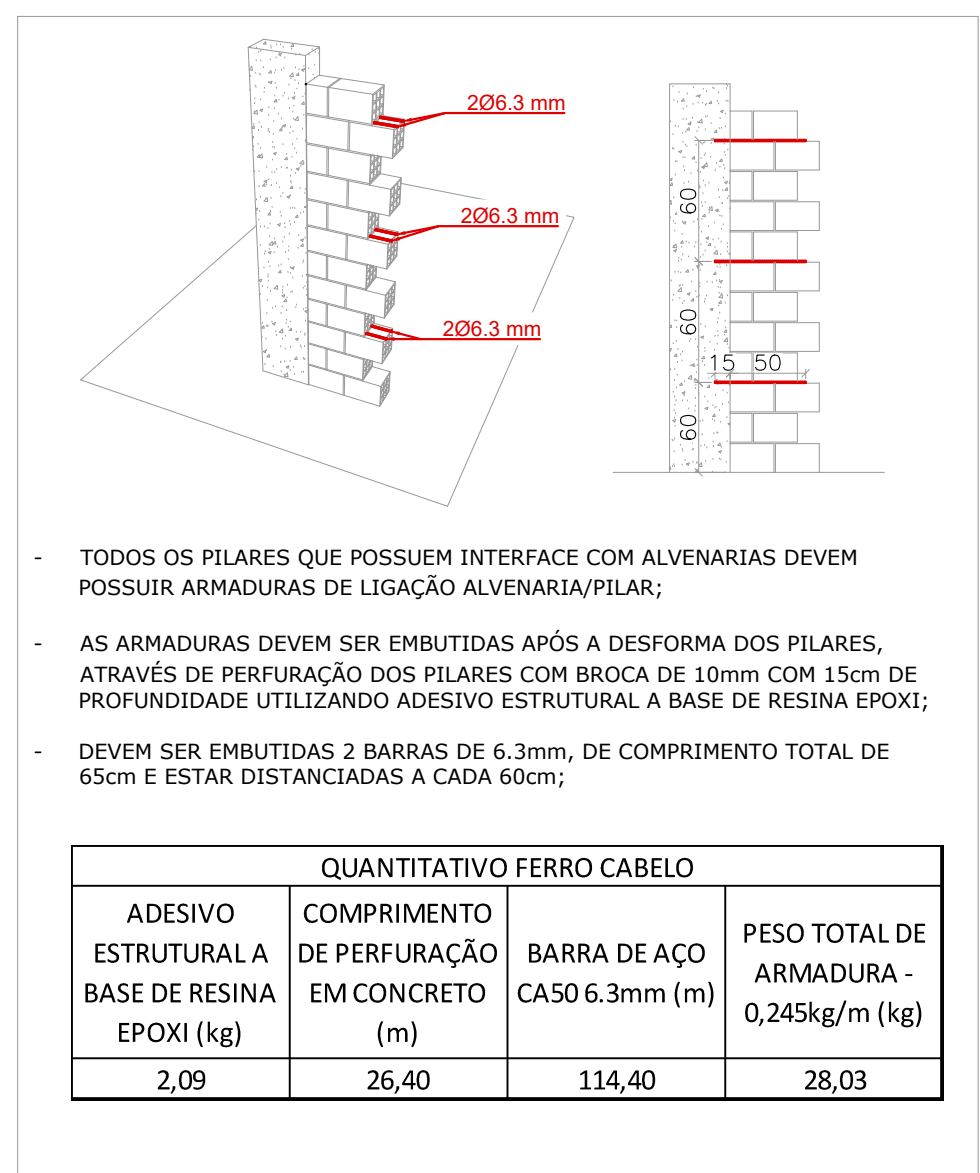 2Ø6.3 mm
2Ø6.3 mm
2Ø6.3 mm
60
60
15 50
60
- TODOS OS PILARES QUE POSSUEM INTERFACE COM ALVENARIAS DEVEM
POSSUIR ARMADURAS DE LIGAÇÃO ALVENARIA/PILAR;
- AS ARMADURAS DEVEM SER EMBUTIDAS APÓS A DESFORMA DOS PILARES,
ATRAVÉS DE PERFURAÇÃO DOS PILARES COM BROCA DE 10mm COM 15cm DE
PROFUNDIDADE UTILIZANDO ADESIVO ESTRUTURAL A BASE DE RESINA EPOXI;
- DEVEM SER EMBUTIDAS 2 BARRAS DE 6.3mm, DE COMPRIMENTO TOTAL DE
65cm E ESTAR DISTANCIADAS A CADA 60cm;
QUANTITATIVO FERRO CABELO
ADESIVO
ESTRUTURAL A
BASE DE RESINA
EPOXI (kg)
COMPRIMENTO
DE PERFURAÇÃO
EM CONCRETO
(m)
BARRA DE AÇO
CA50 6.3mm (m)
PESO TOTAL DE
ARMADURA -
0,245kg/m (kg)
2,09 26,40 114,40 28,03